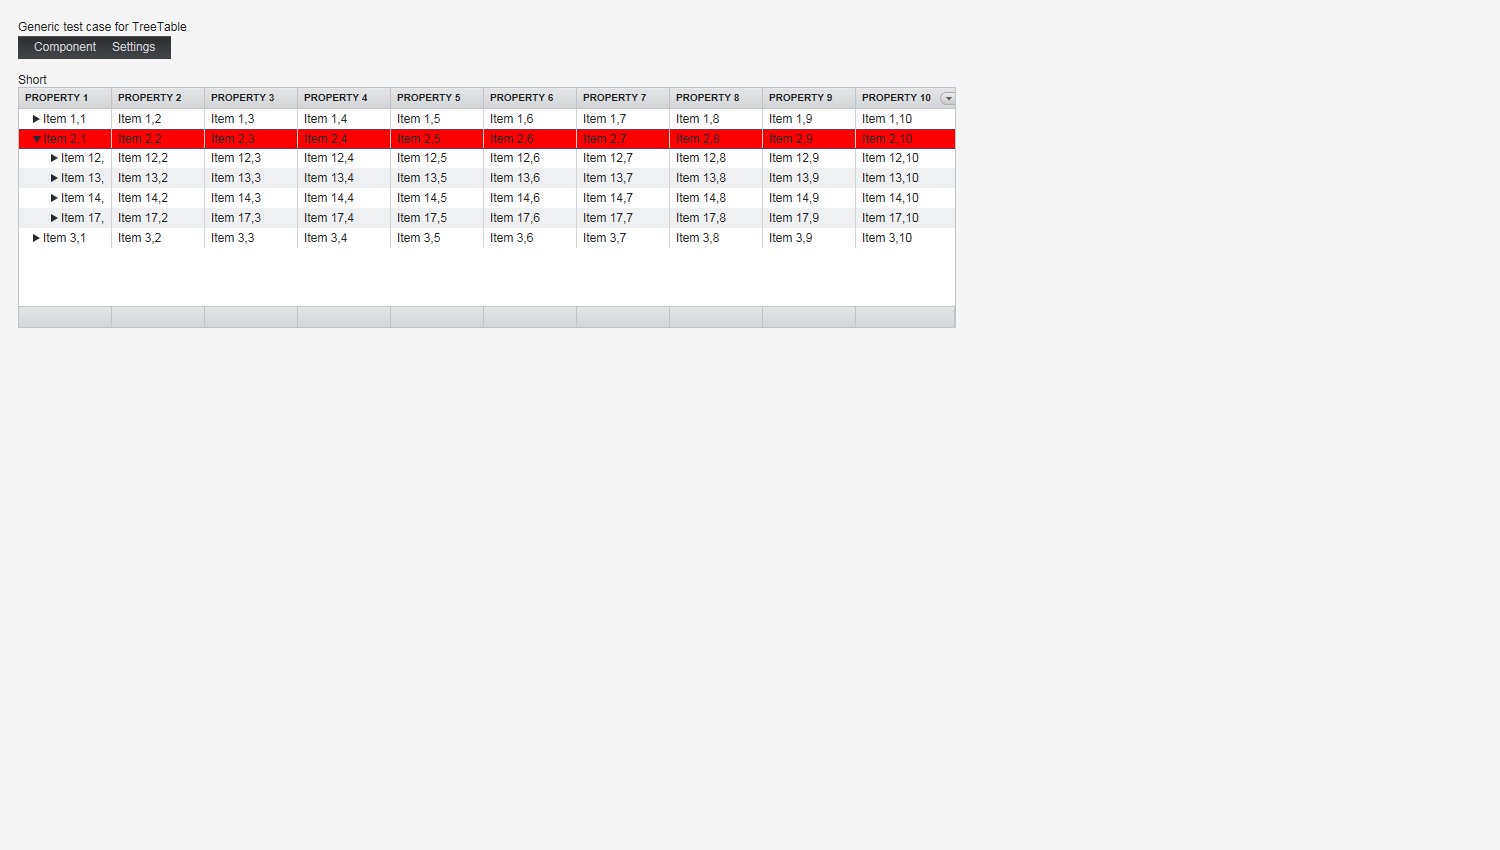 Generic test case for TreeTable
Component Settings
Short
PROPERTY 1 PROPERTY 2 PROPERTY 3 PROPERTY 4 PROPERTY 5 PROPERTY 6 PROPERTY 7 PROPERTY 8 PROPERTY 9 PROPERTY 10
Item 1,1 Item 1,2 Item 1,3 Item 1,4 Item 1,5 Item 1,6 Item 1,7 Item 1,8 Item 1,9 Item 1,10
Item 2,1 Item 2,2 Item 2,3 Item 2,4 Item 2,5 Item 2,6 Item 2,7 Item 2,8 Item 2,9 Item 2,10
Item 12, Item 12,2 Item 12,3 Item 12,4 Item 12,5 Item 12,6 Item 12,7 Item 12,8 Item 12,9 Item 12,10
Item 13, Item 13,2 Item 13,3 Item 13,4 Item 13,5 Item 13,6 Item 13,7 Item 13,8 Item 13,9 Item 13,10
Item 14, Item 14,2 Item 14,3 Item 14,4 Item 14,5 Item 14,6 Item 14,7 Item 14,8 Item 14,9 Item 14,10
Item 17, Item 17,2 Item 17,3 Item 17,4 Item 17,5 Item 17,6 Item 17,7 Item 17,8 Item 17,9 Item 17,10
Item 3,1 Item 3,2 Item 3,3 Item 3,4 Item 3,5 Item 3,6 Item 3,7 Item 3,8 Item 3,9 Item 3,10